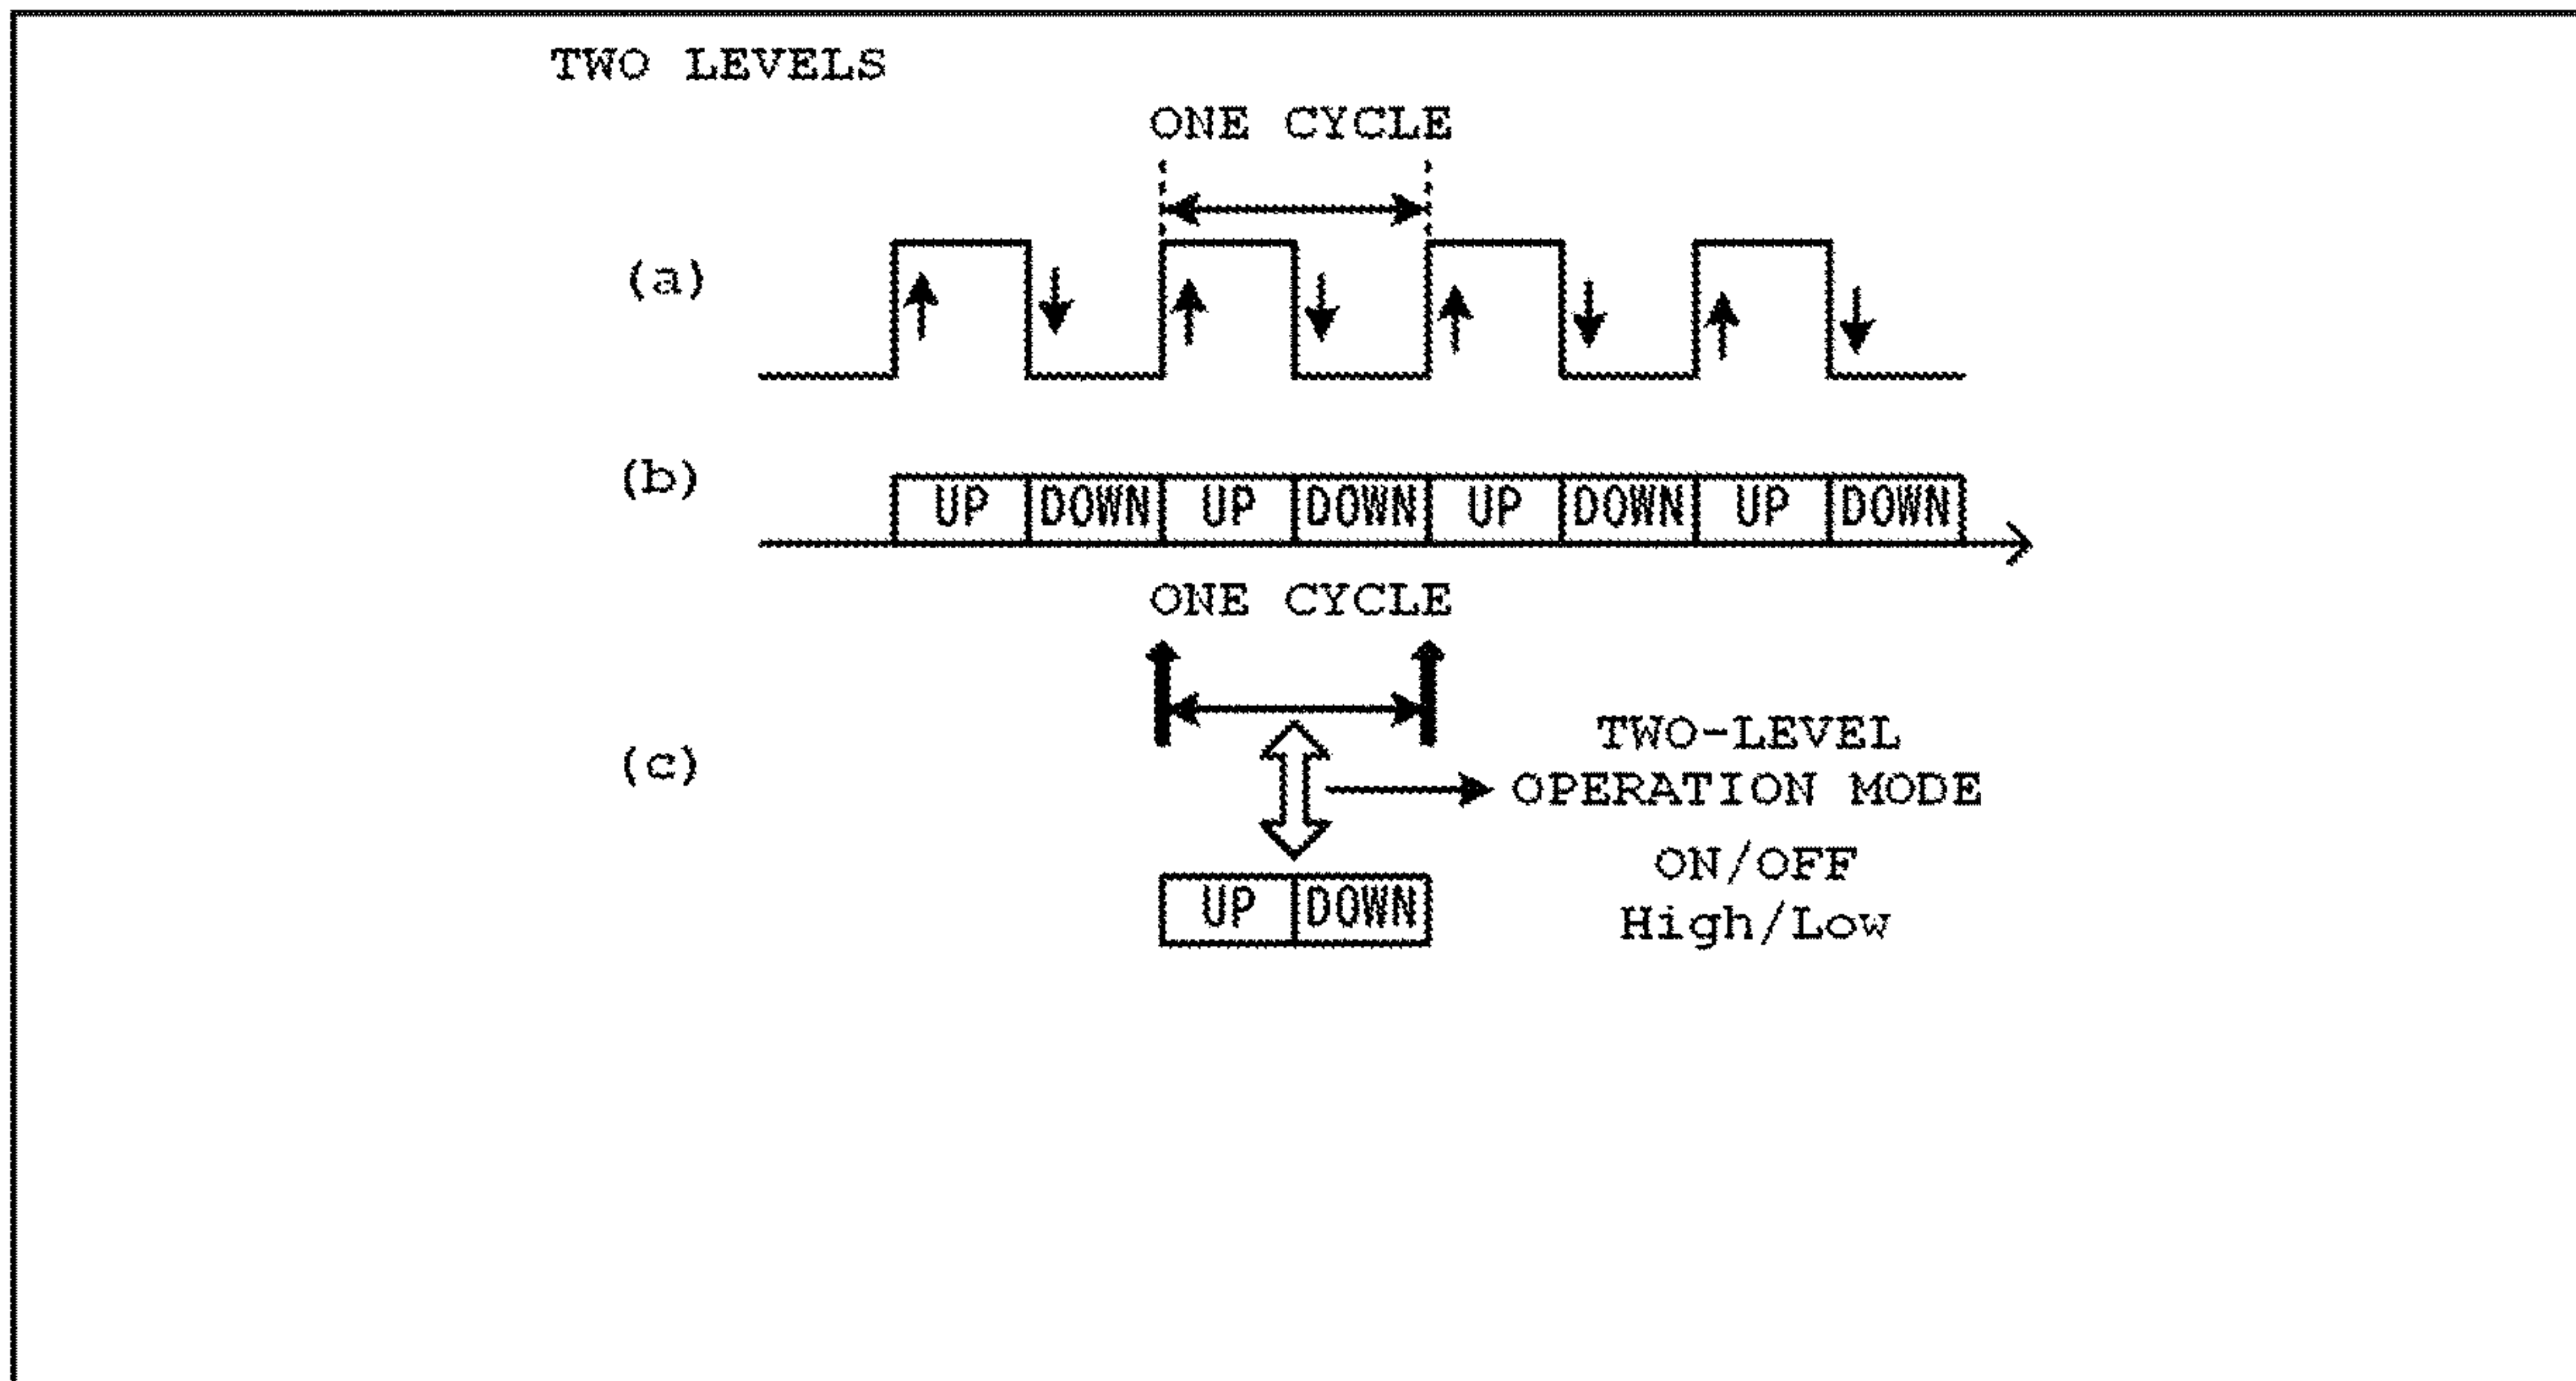 TWO LEVELS
ONE CYCLE
(a)
(b)
UP DOWN UP DOWN UP DOWN UP DOWN
ONE CYCLE
(c)
TWO-LEVEL
OPERATION MODE
ON/OFF
High/Low
UP DOWN